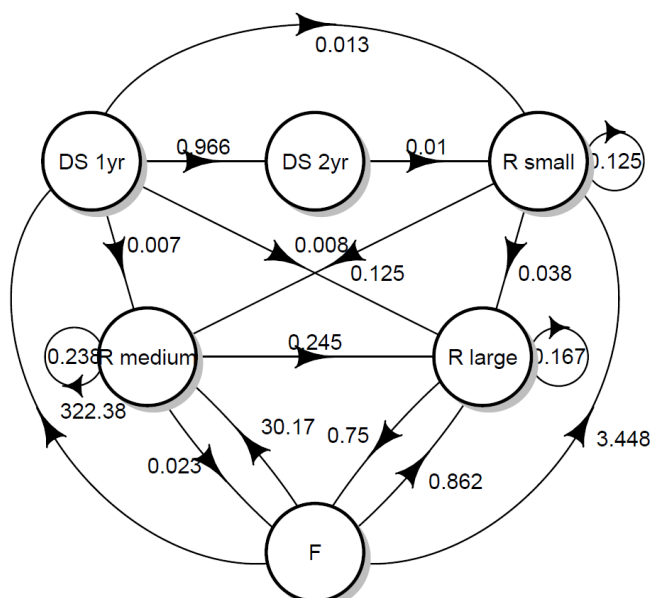 0.013
DS 1yr
0.966
DS 2yr
0.01
R small
0.125
0.007
0.008
0.125
0.038
0.238
R medium
0.245
R large
0.167
322.38
0.023
30.17
0.75
0.862
3.448
F